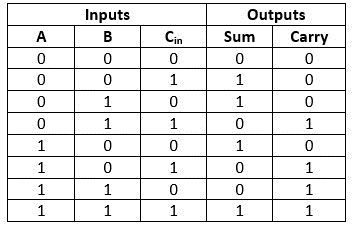 Inputs Outputs
A B Cin Sum Carry
0 0 0 0 0
0 0 1 1 0
0 1 0 1 0
0 1 1 0 1
1 0 0 1 0
1 0 1 0 1
1 1 0 0 1
1 1 1 1 1